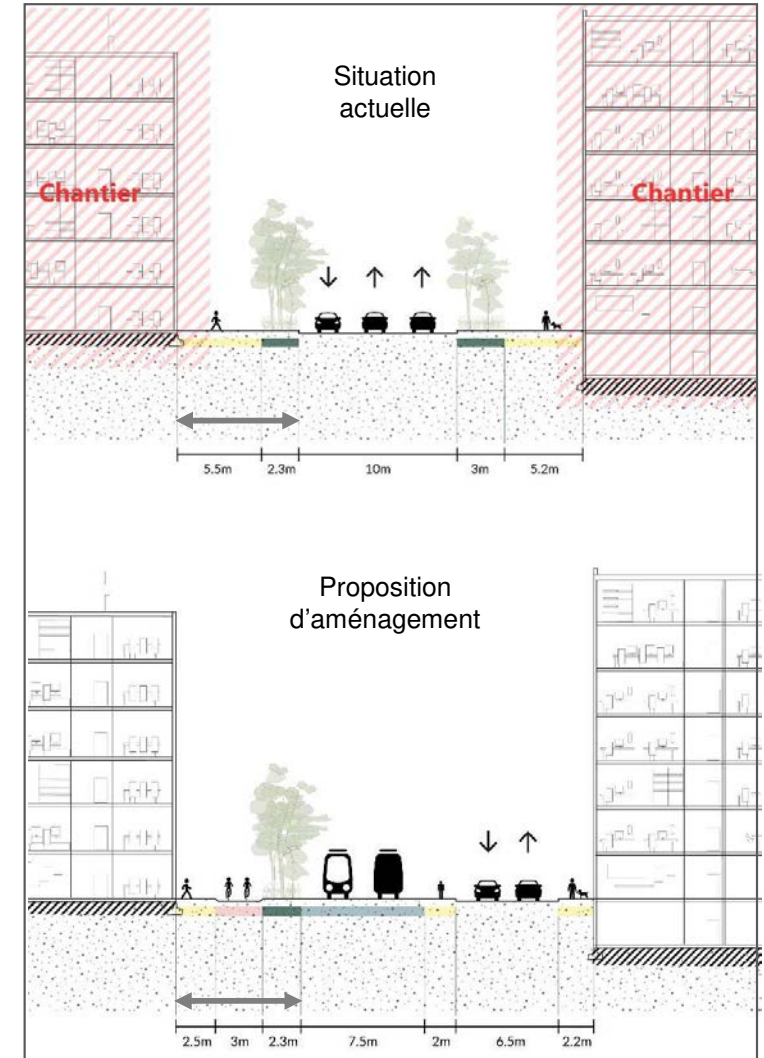 Situation
actuelle
Chantier
Chantier
5.5m 2.3m 10m 3m 5.2m
Proposition
d'aménagement
2.5m 3m 2.3m 7.5m 2m 6.5m 2.2m